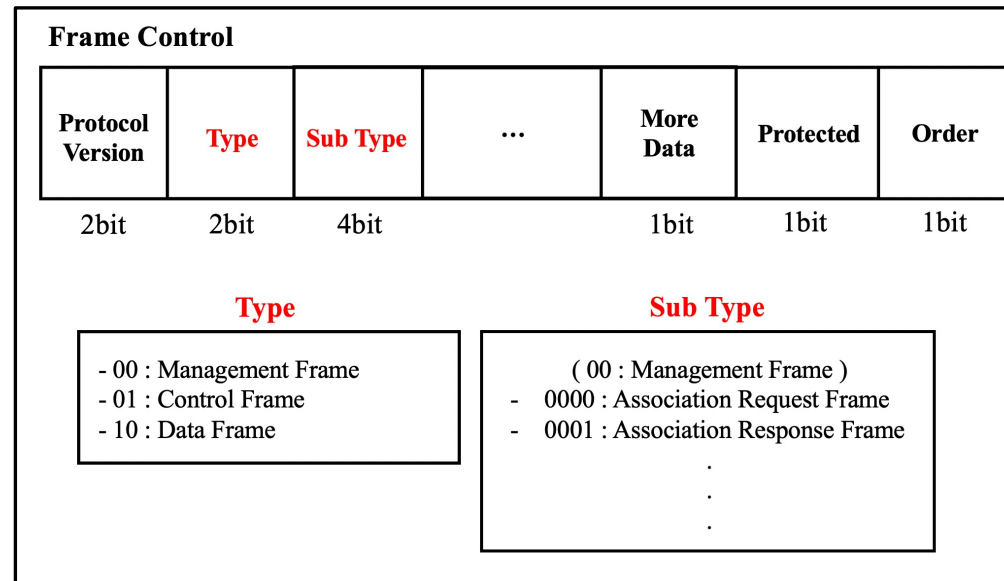 Frame Control
Protocol Version
Type
Sub Type
...
More Data
Protected
Order
2bit
2bit
4bit
1bit
1bit
1bit
Type
- 00 : Management Frame
- 01 : Control Frame
- 10 : Data Frame
Sub Type
( 00 : Management Frame )
- 0000 : Association Request Frame
- 0001 : Association Response Frame
.
.
.